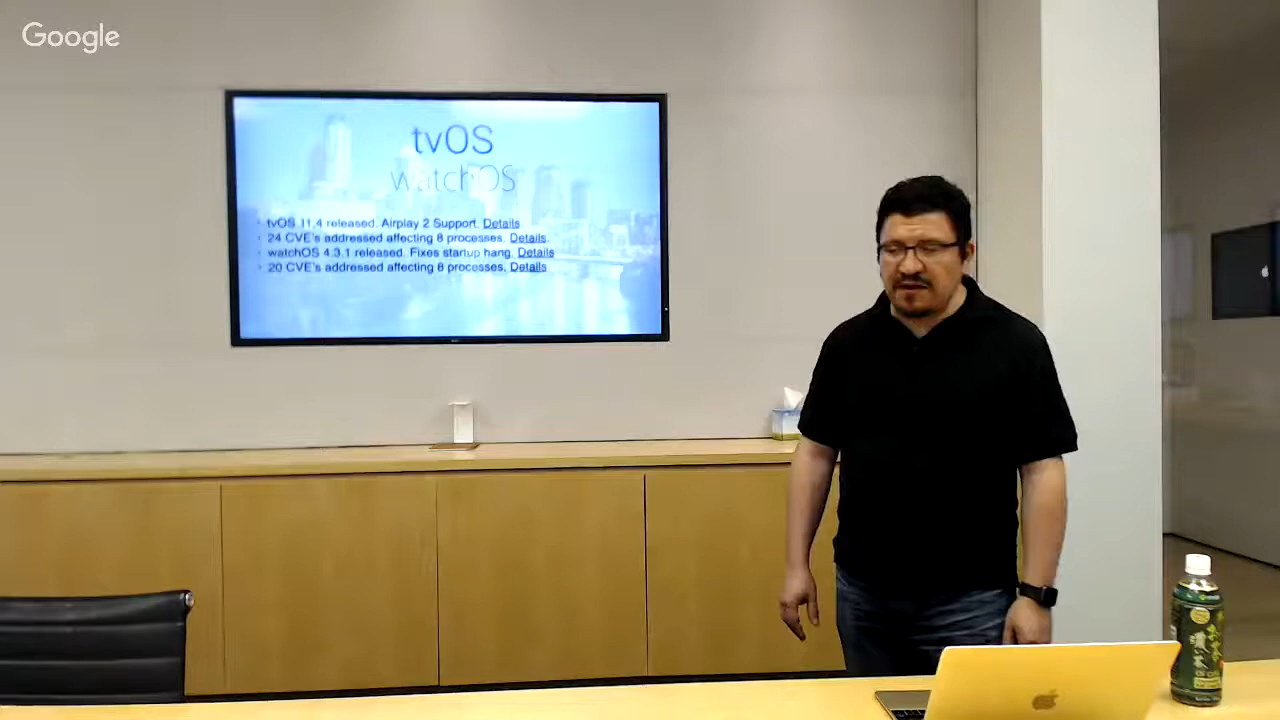 Google
tvOS
watchOS
• tvOS 11.4 released. Airplay 2 Support. Details
• 24 CVE's addressed affecting 8 processes. Details.
• watchOS 4.3.1 released. Fixes startup hang. Details
• 20 CVE's addressed affecting 8 processes. Details